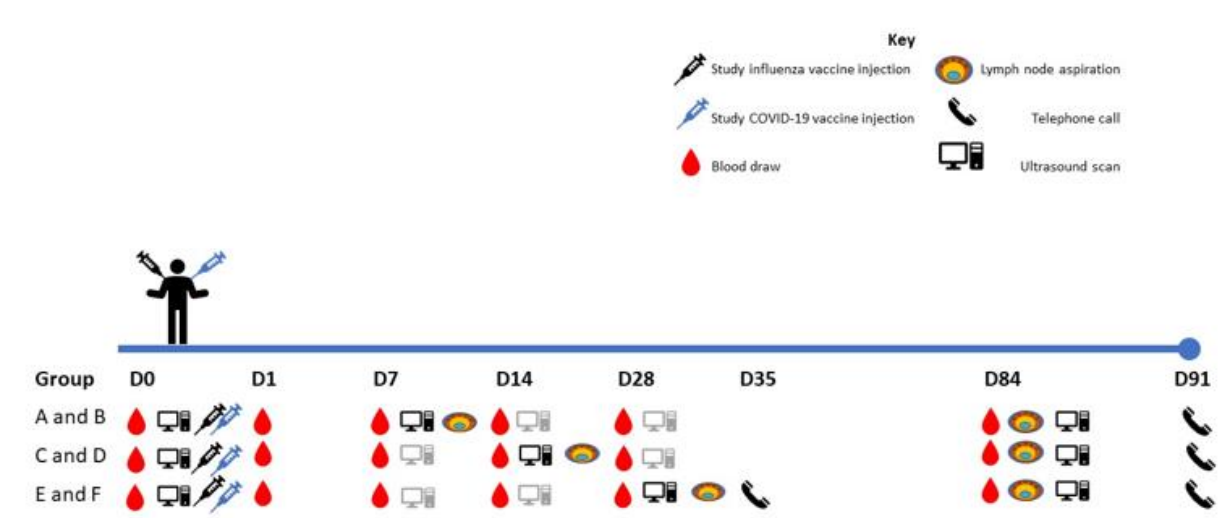 Key
Study influenza vaccine injection Lymph node aspiration
Study COVID-19 vaccine injection Telephone call
Blood draw Ultrasound scan
Group D0 D1 D7 D14 D28 D35 D84 D91
A and B
C and D
E and F